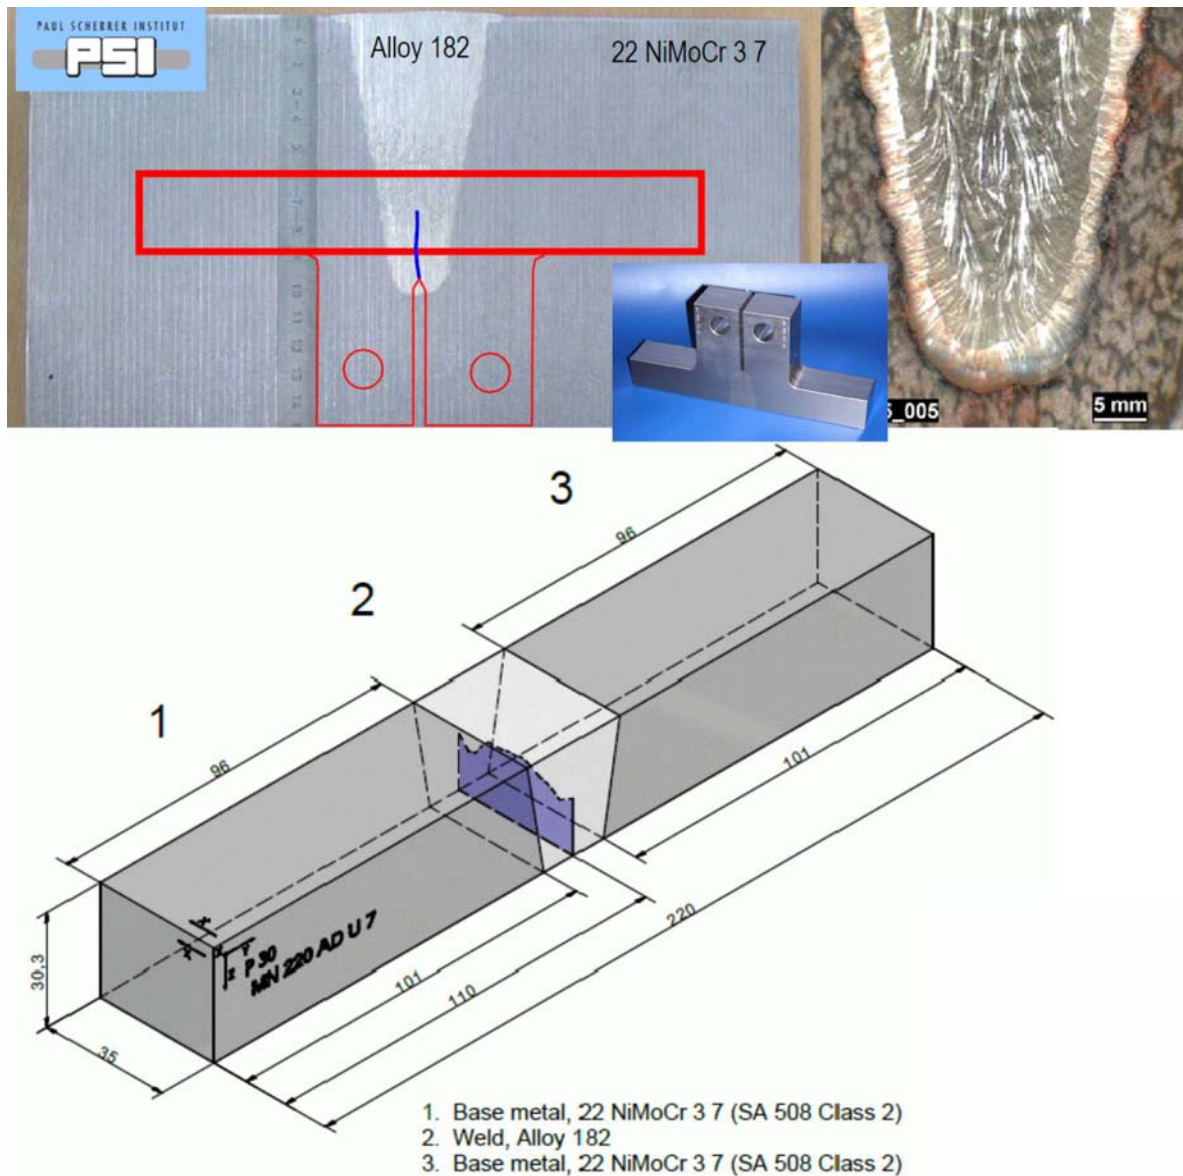 PAUL SCHERRER INSTITUT
PSI
Alloy 182
22 NiMoCr 3 7
5_005
5 mm
3
96
2
1
96
101
220
P 30
MN 220 AD U 7
X
Y
Z
101
110
30,3
35
1. Base metal, 22 NiMoCr 3 7 (SA 508 Class 2)
2. Weld, Alloy 182
3. Base metal, 22 NiMoCr 3 7 (SA 508 Class 2)